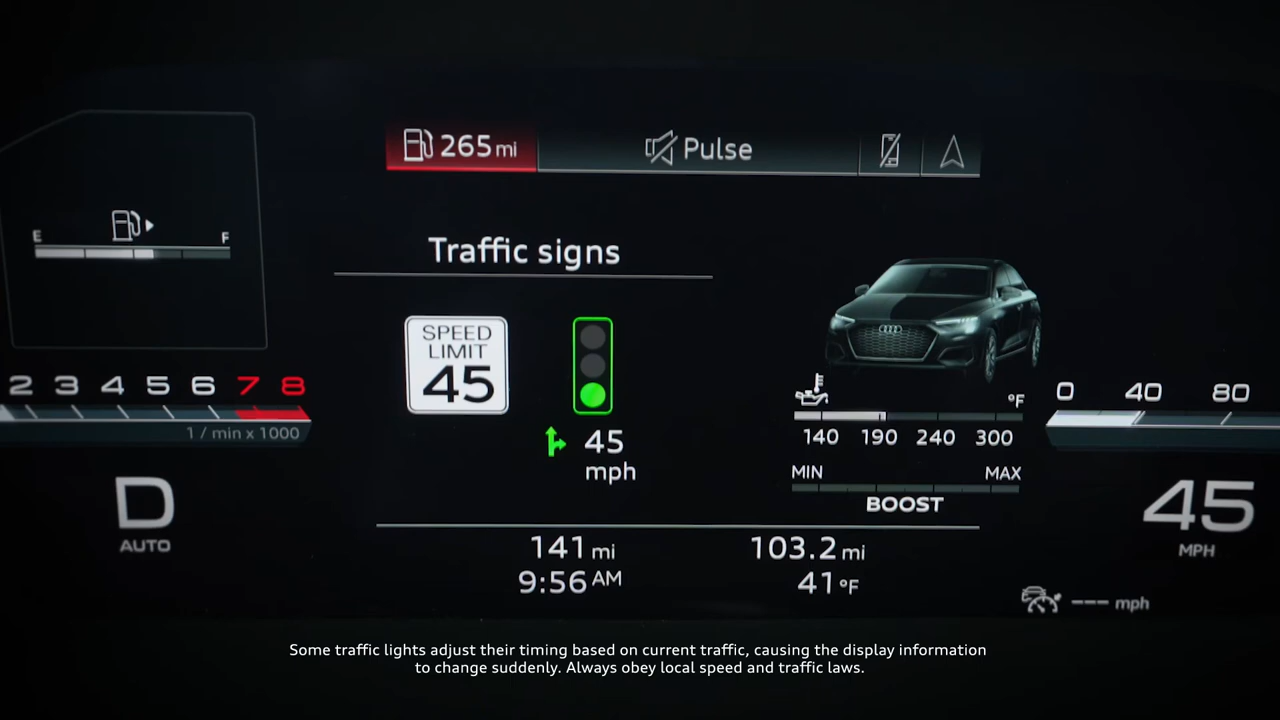 265 mi
Pulse
E F
Traffic signs
SPEED
LIMIT
45
2 3 4 5 6 7 8
1 / min x 1000
45
mph
°F
140 190 240 300
MIN MAX
BOOST
0 40 80
D
AUTO
45
MPH
141 mi
103.2 mi
9:56 AM
41 °F
--- mph
Some traffic lights adjust their timing based on current traffic, causing the display information
to change suddenly. Always obey local speed and traffic laws.